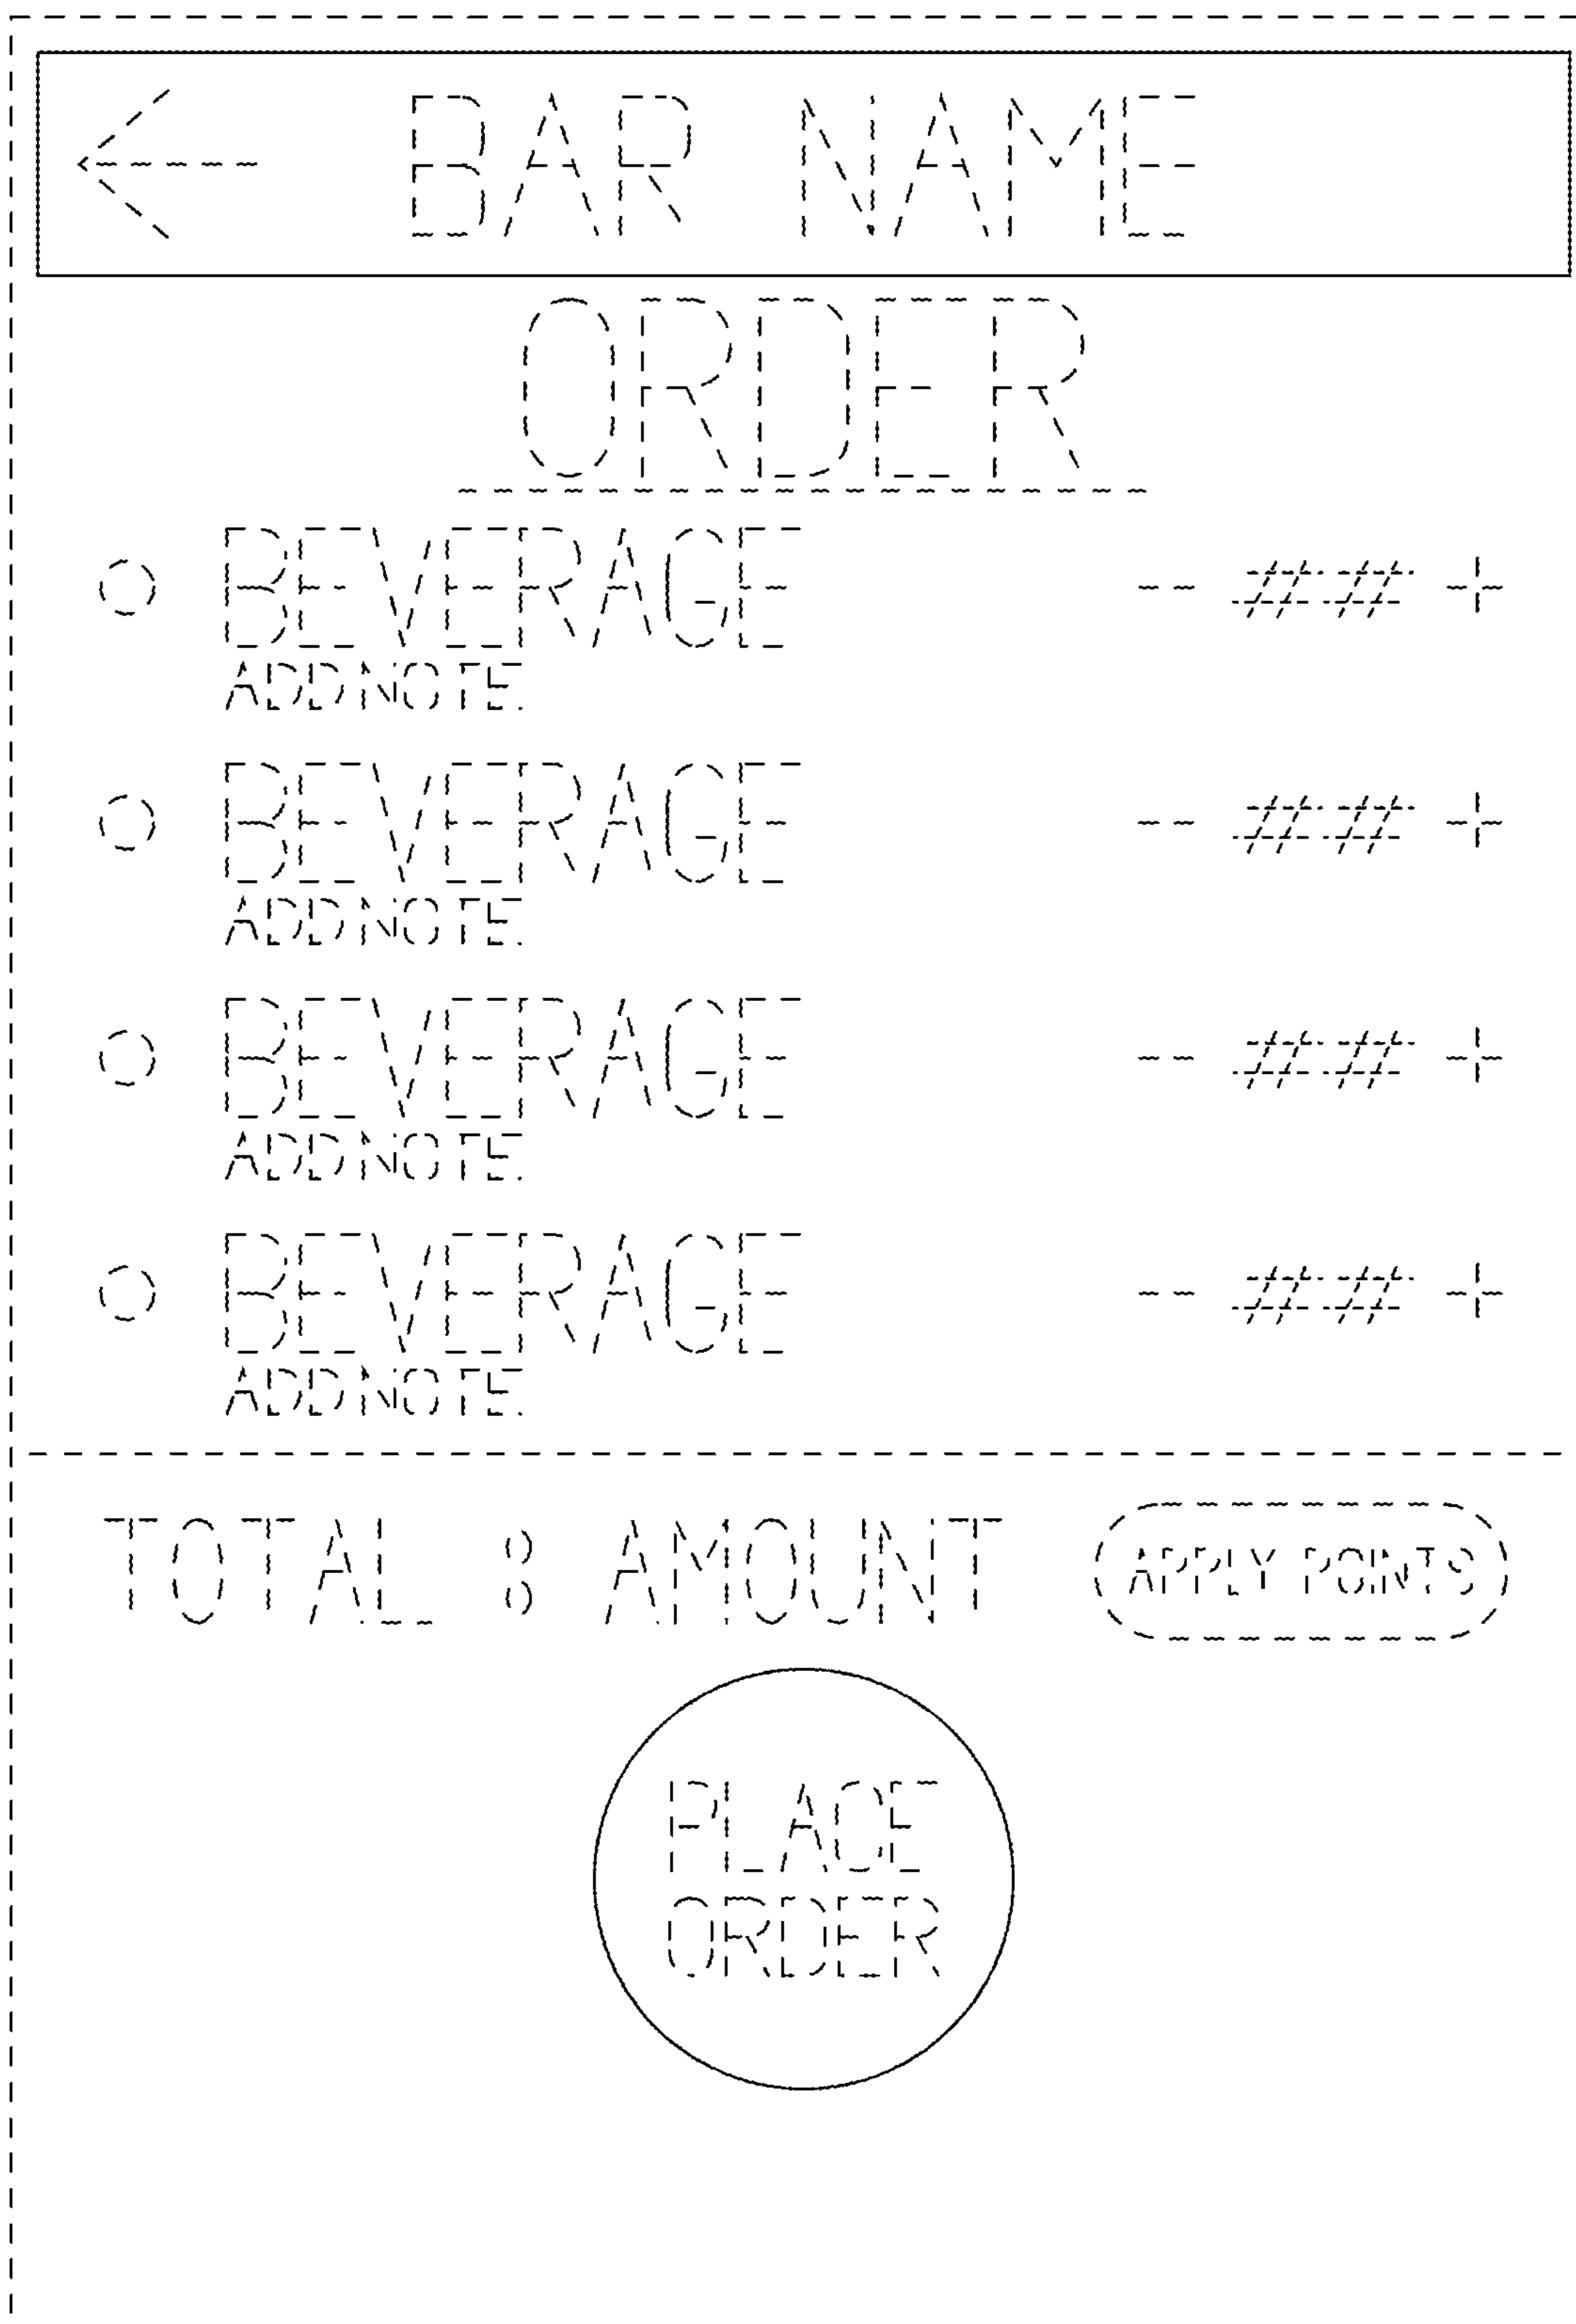 BAR NAME
ORDER
BEVERAGE - ## +
ADD NOTE
BEVERAGE - ## +
ADD NOTE
BEVERAGE - ## +
ADD NOTE
BEVERAGE - ## +
ADD NOTE
TOTAL : AMOUNT APPLY POINTS
PLACE
ORDER